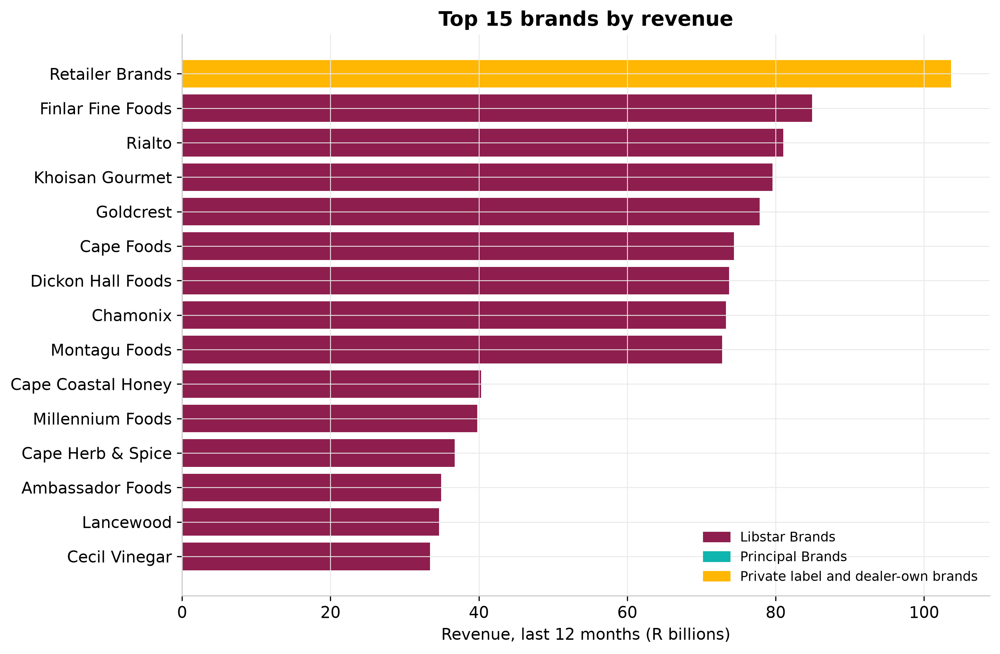 Top 15 brands by revenue
Retailer Brands
Finlar Fine Foods
Rialto
Khoisan Gourmet
Goldcrest
Cape Foods
Dickon Hall Foods
Chamonix
Montagu Foods
Cape Coastal Honey
Millennium Foods
Cape Herb & Spice
Ambassador Foods
Lancewood
Cecil Vinegar
Libstar Brands
Principal Brands
Private label and dealer-own brands
0 20 40 60 80 100
Revenue, last 12 months (R billions)